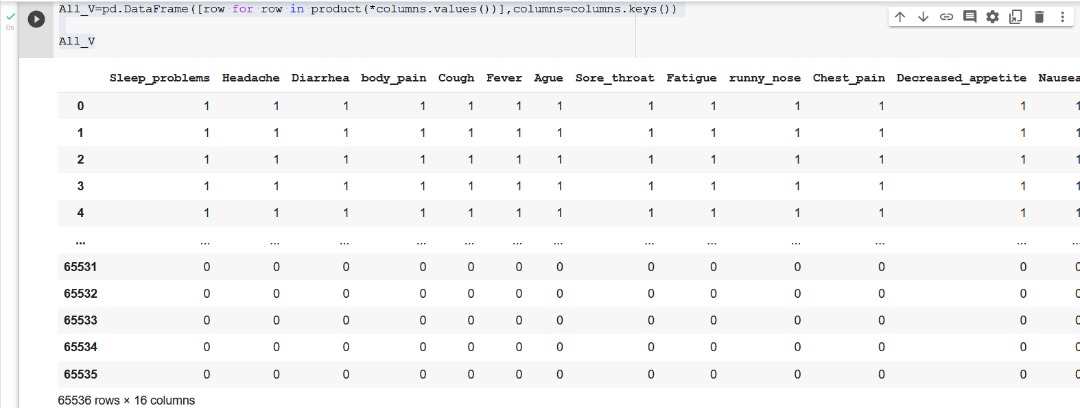 All_V=pd.DataFrame([row for row in product(*columns.values())],columns=columns.keys())
All_V
0s
Sleep_problems Headache Diarrhea body_pain Cough Fever Ague Sore_throat Fatigue runny_nose Chest_pain Decreased_appetite Nausea
0 1 1 1 1 1 1 1 1 1 1 1 1 1
1 1 1 1 1 1 1 1 1 1 1 1 1 1
2 1 1 1 1 1 1 1 1 1 1 1 1 1
3 1 1 1 1 1 1 1 1 1 1 1 1 1
4 1 1 1 1 1 1 1 1 1 1 1 1 1
... ... ... ... ... ... ... ... ... ... ... ... ... ...
65531 0 0 0 0 0 0 0 0 0 0 0 0 0
65532 0 0 0 0 0 0 0 0 0 0 0 0 0
65533 0 0 0 0 0 0 0 0 0 0 0 0 0
65534 0 0 0 0 0 0 0 0 0 0 0 0 0
65535 0 0 0 0 0 0 0 0 0 0 0 0 0
65536 rows × 16 columns